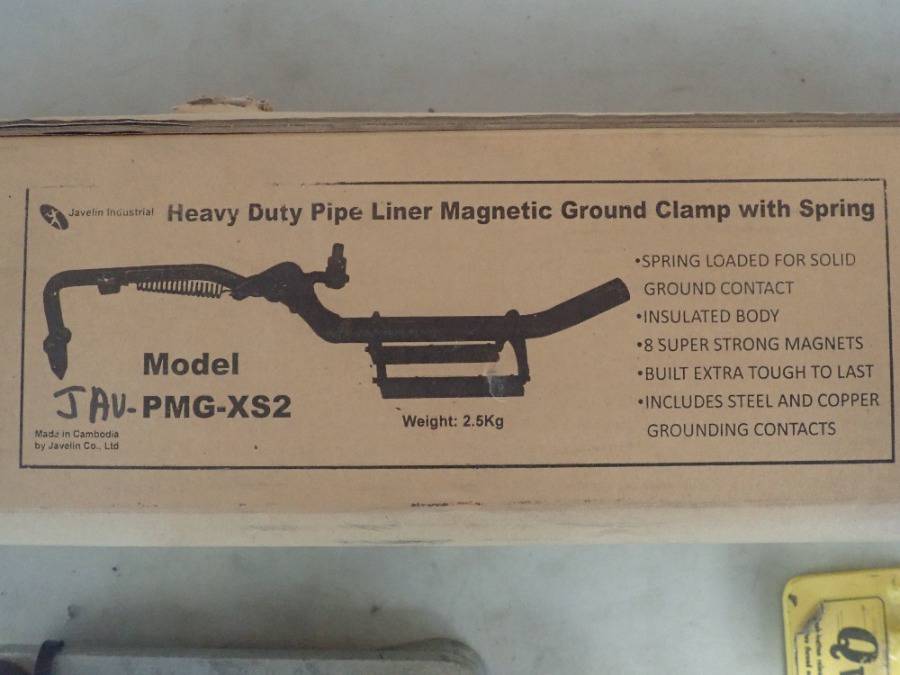 Javelin Industrial
Heavy Duty Pipe Liner Magnetic Ground Clamp with Spring
•SPRING LOADED FOR SOLID
GROUND CONTACT
•INSULATED BODY
•8 SUPER STRONG MAGNETS
•BUILT EXTRA TOUGH TO LAST
•INCLUDES STEEL AND COPPER
GROUNDING CONTACTS
Model
JAV-PMG-XS2
Weight: 2.5Kg
Made in Cambodia
by Javelin Co., Ltd